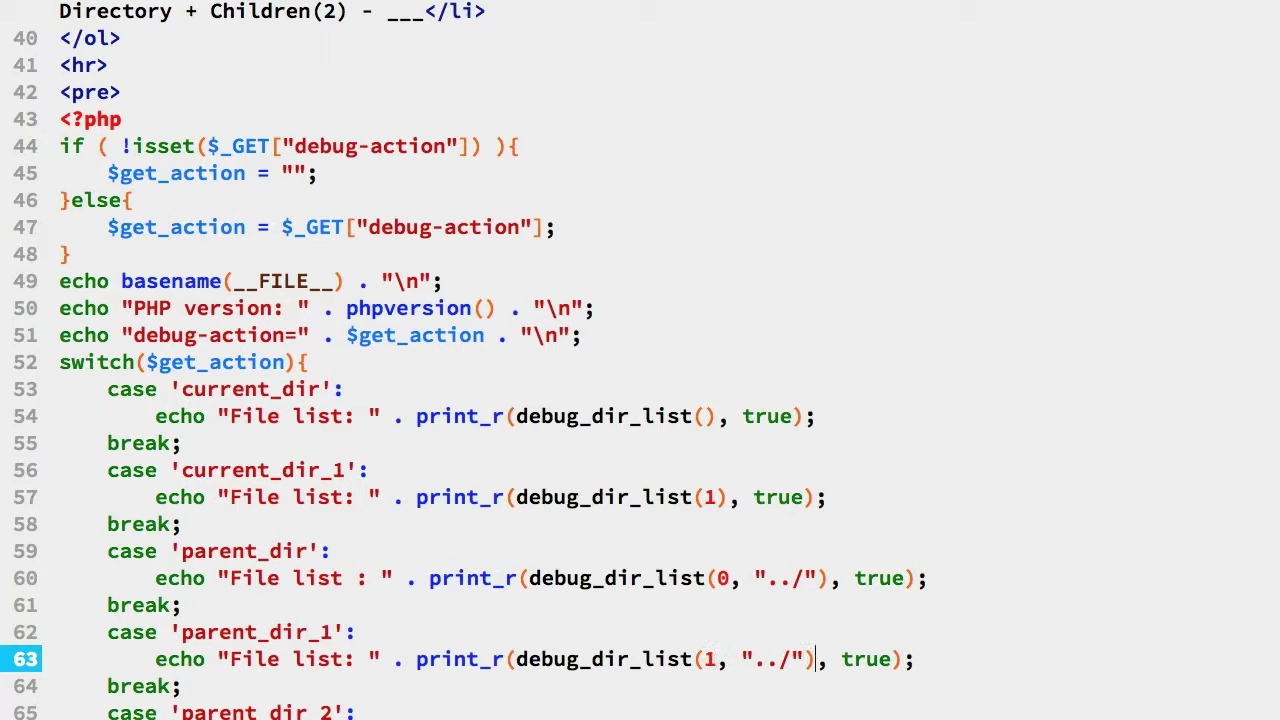 Directory + Children(2) - ___</li>
40 </ol>
41 <hr>
42 <pre>
43 <?php
44 if ( !isset($_GET["debug-action"]) ){
45     $get_action = "";
46 }else{
47     $get_action = $_GET["debug-action"];
48 }
49 echo basename(__FILE__) . "\n";
50 echo "PHP version: " . phpversion() . "\n";
51 echo "debug-action=" . $get_action . "\n";
52 switch($get_action){
53     case 'current_dir':
54         echo "File list: " . print_r(debug_dir_list(), true);
55     break;
56     case 'current_dir_1':
57         echo "File list: " . print_r(debug_dir_list(1), true);
58     break;
59     case 'parent_dir':
60         echo "File list : " . print_r(debug_dir_list(0, "../"), true);
61     break;
62     case 'parent_dir_1':
63         echo "File list: " . print_r(debug_dir_list(1, "../"), true);
64     break;
65     case 'parent_dir_2':